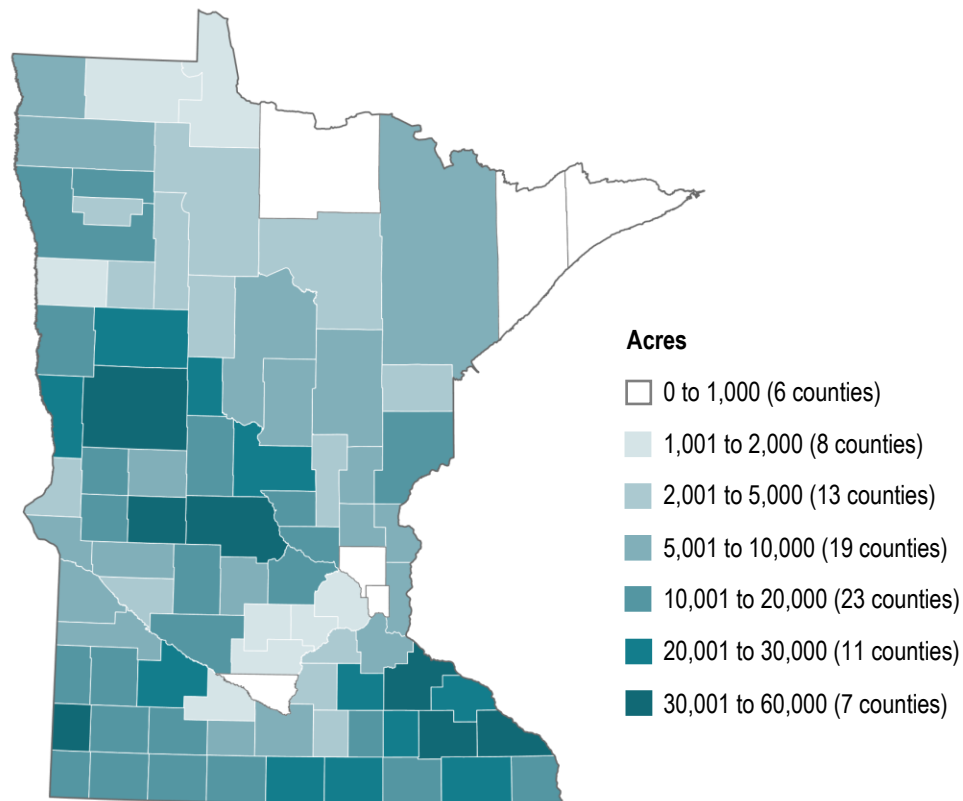 Acres
0 to 1,000 (6 counties)
1,001 to 2,000 (8 counties)
2,001 to 5,000 (13 counties)
5,001 to 10,000 (19 counties)
10,001 to 20,000 (23 counties)
20,001 to 30,000 (11 counties)
30,001 to 60,000 (7 counties)